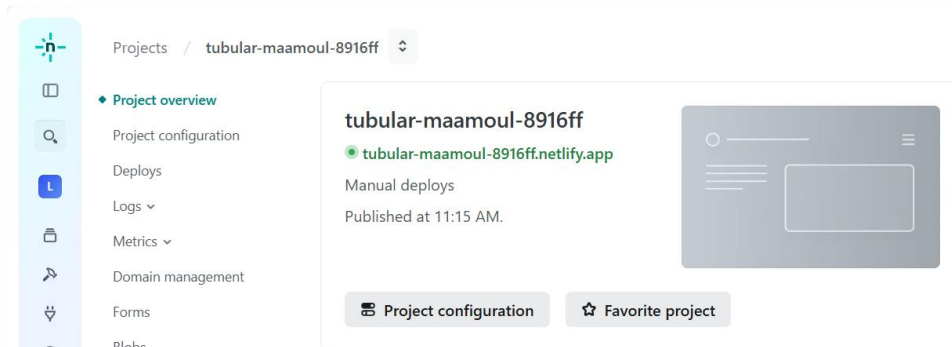 n
Projects / tubular-maamoul-8916ff
L
Project overview
Project configuration
Deploys
Logs
Metrics
Domain management
Forms
Blobs
tubular-maamoul-8916ff
tubular-maamoul-8916ff.netlify.app
Manual deploys
Published at 11:15 AM.
Project configuration
Favorite project